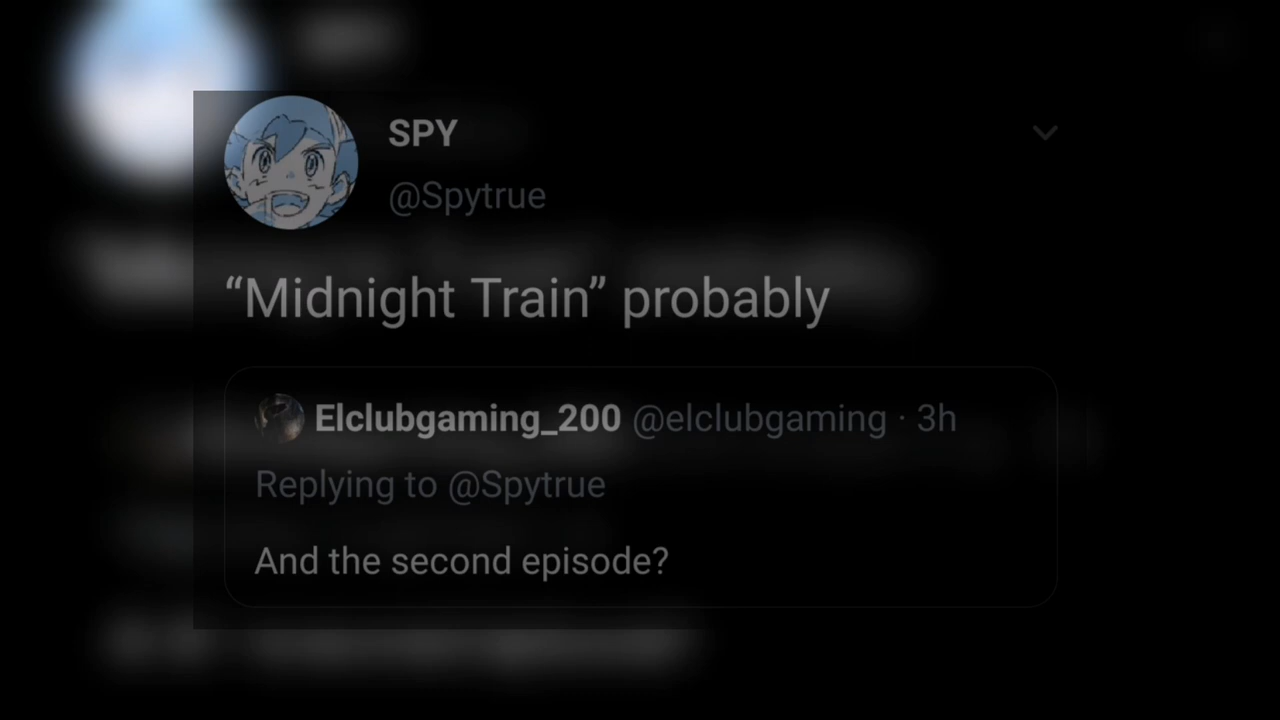 SPY
@Spytrue
“Midnight Train” probably
Elclubgaming_200 @elclubgaming · 3h
Replying to @Spytrue
And the second episode?